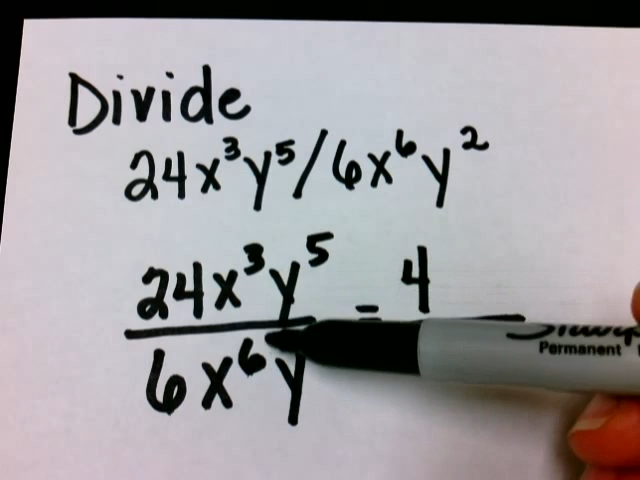 Divide
24x³y⁵/6x⁶y²
24x³y⁵ = 4
6x⁶y
Permanent